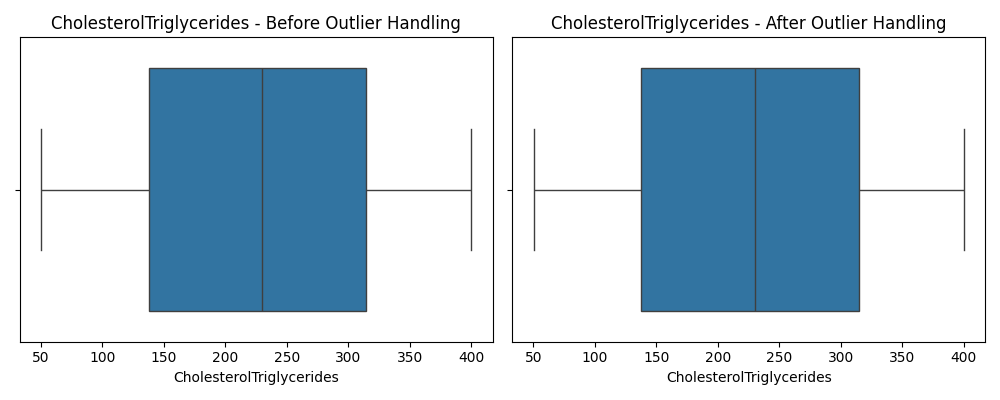 CholesterolTriglycerides - Before Outlier Handling
50 100 150 200 250 300 350 400
CholesterolTriglycerides
CholesterolTriglycerides - After Outlier Handling
50 100 150 200 250 300 350 400
CholesterolTriglycerides